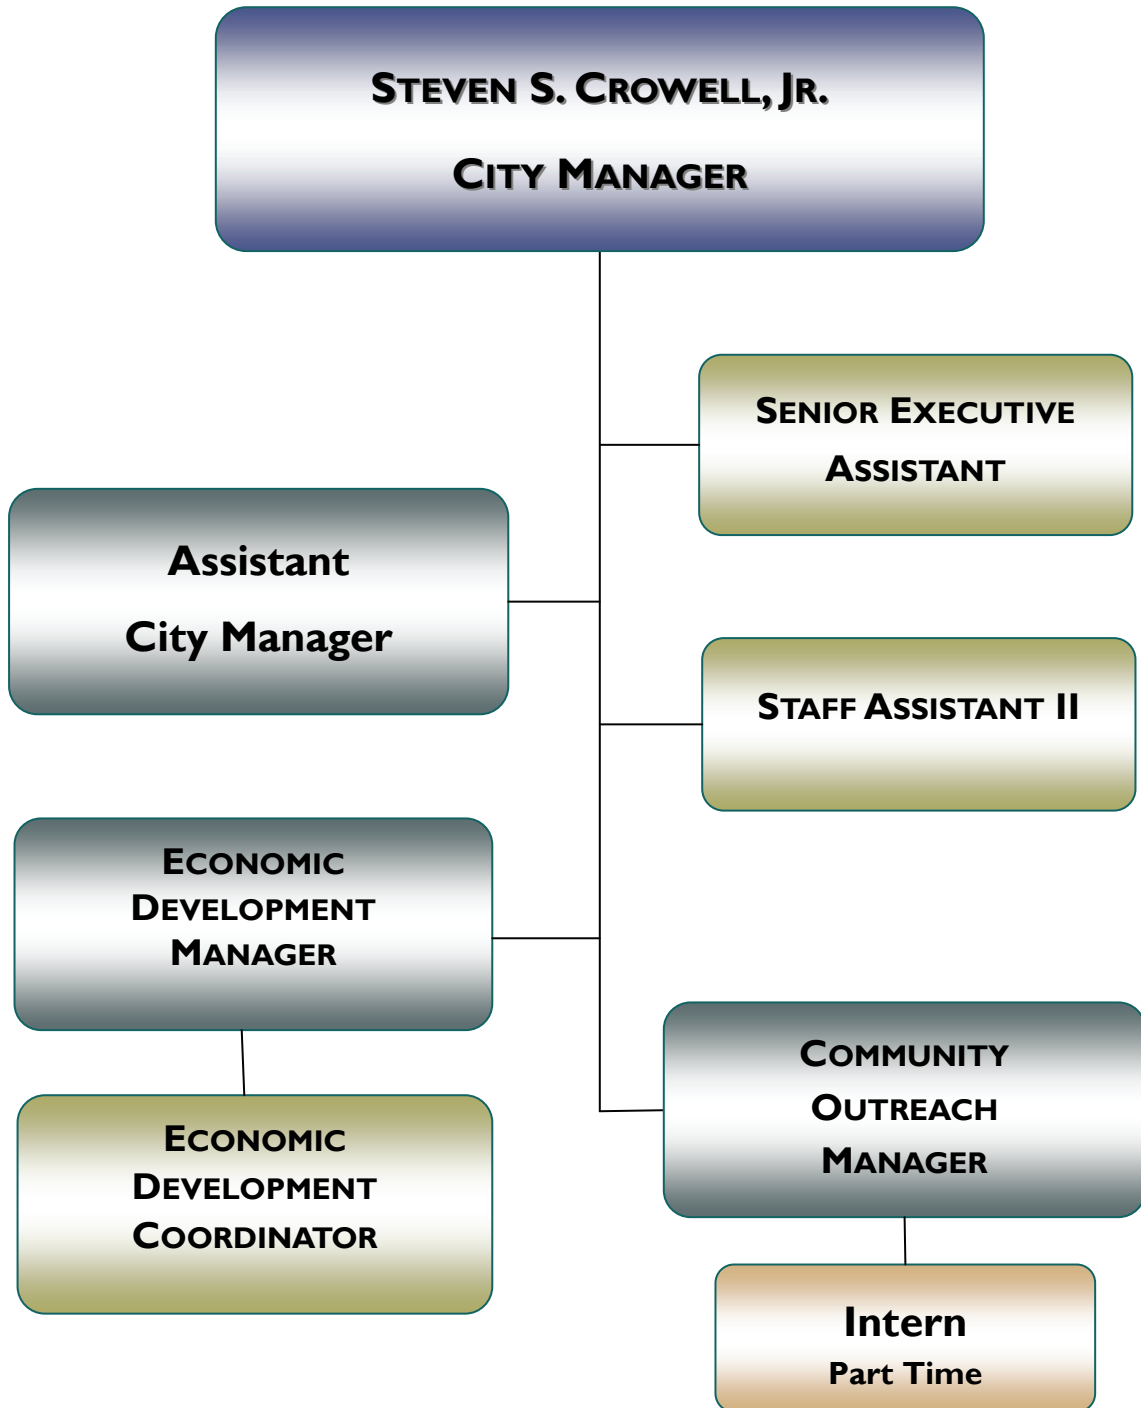 STEVEN S. CROWELL, JR.
CITY MANAGER
SENIOR EXECUTIVE
ASSISTANT
Assistant
City Manager
STAFF ASSISTANT II
ECONOMIC
DEVELOPMENT
MANAGER
COMMUNITY
OUTREACH
MANAGER
ECONOMIC
DEVELOPMENT
COORDINATOR
Intern
Part Time